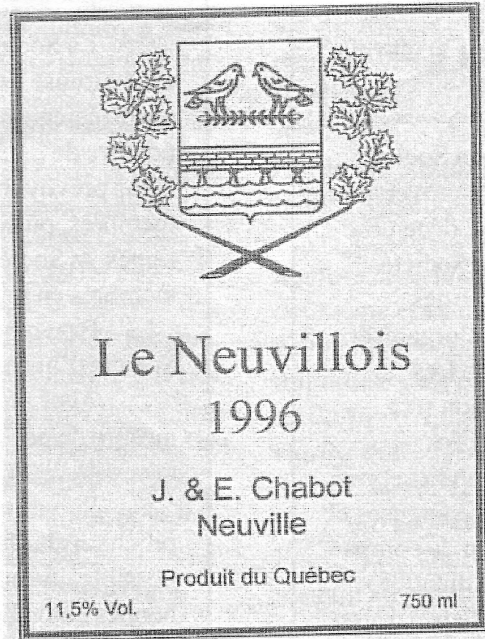 Le Neuvillois
1996
J. & E. Chabot
Neuville
Produit du Québec
11,5% Vol.
750 ml